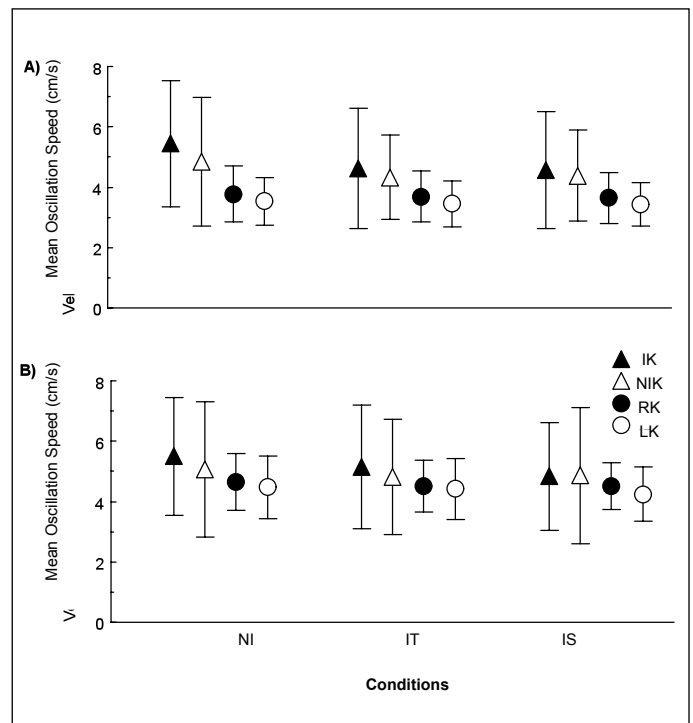 A)
Mean Oscillation Speed (cm/s)
Vel
8
6
4
2
0
B)
Mean Oscillation Speed (cm/s)
8
6
4
2
0
IK
NIK
RK
LK
NI IT IS
Conditions